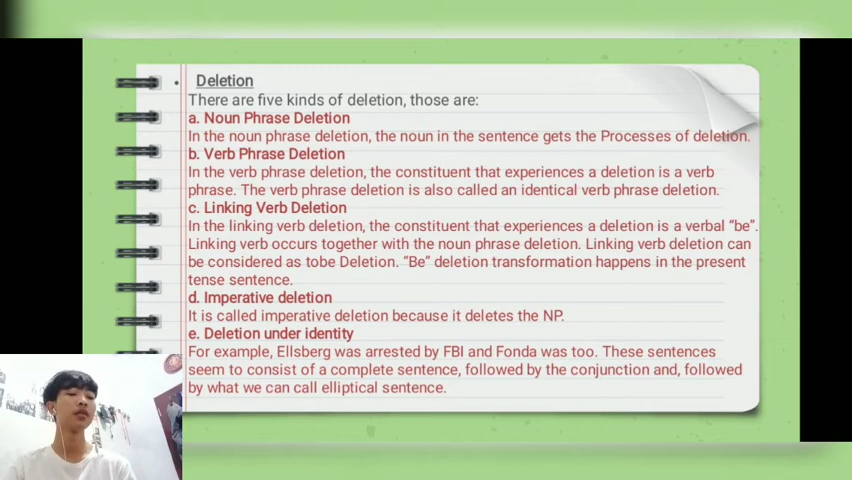 • Deletion
There are five kinds of deletion, those are:
a. Noun Phrase Deletion
In the noun phrase deletion, the noun in the sentence gets the Processes of deletion.
b. Verb Phrase Deletion
In the verb phrase deletion, the constituent that experiences a deletion is a verb
phrase. The verb phrase deletion is also called an identical verb phrase deletion.
c. Linking Verb Deletion
In the linking verb deletion, the constituent that experiences a deletion is a verbal “be”.
Linking verb occurs together with the noun phrase deletion. Linking verb deletion can
be considered as tobe Deletion. “Be” deletion transformation happens in the present
tense sentence.
d. Imperative deletion
It is called imperative deletion because it deletes the NP.
e. Deletion under identity
For example, Ellsberg was arrested by FBI and Fonda was too. These sentences
seem to consist of a complete sentence, followed by the conjunction and, followed
by what we can call elliptical sentence.